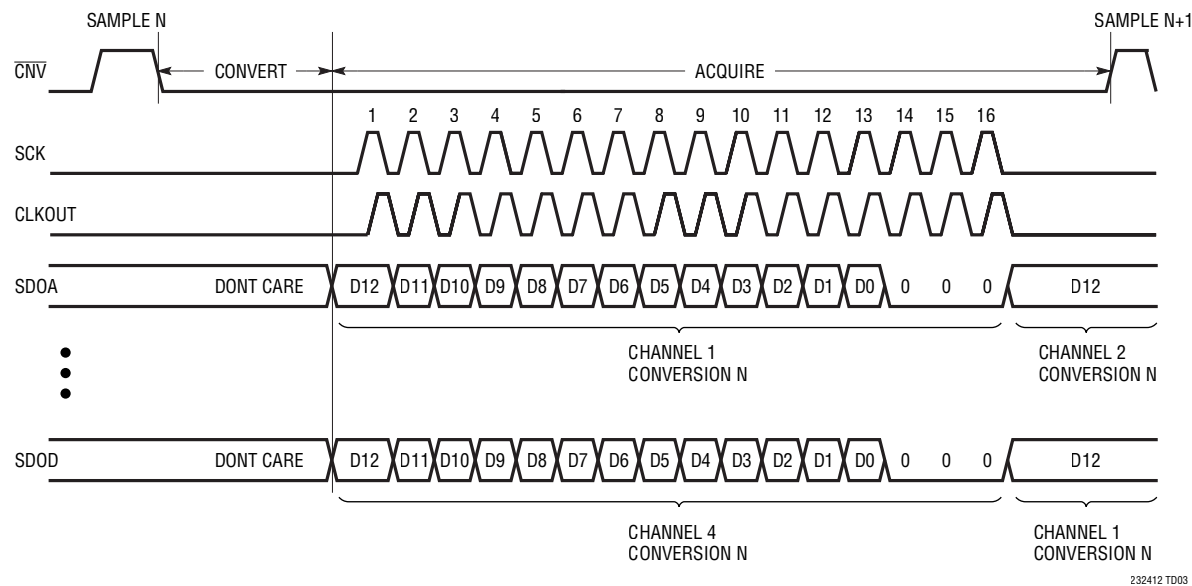 SAMPLE N SAMPLE N+1
CNV CONVERT ACQUIRE
1 2 3 4 5 6 7 8 9 10 11 12 13 14 15 16
SCK
CLKOUT
SDOA DONT CARE D12 D11 D10 D9 D8 D7 D6 D5 D4 D3 D2 D1 D0 0 0 0 D12
CHANNEL 1 CHANNEL 2
CONVERSION N CONVERSION N
SDOD DONT CARE D12 D11 D10 D9 D8 D7 D6 D5 D4 D3 D2 D1 D0 0 0 0 D12
CHANNEL 4 CHANNEL 1
CONVERSION N CONVERSION N
232412 TD03